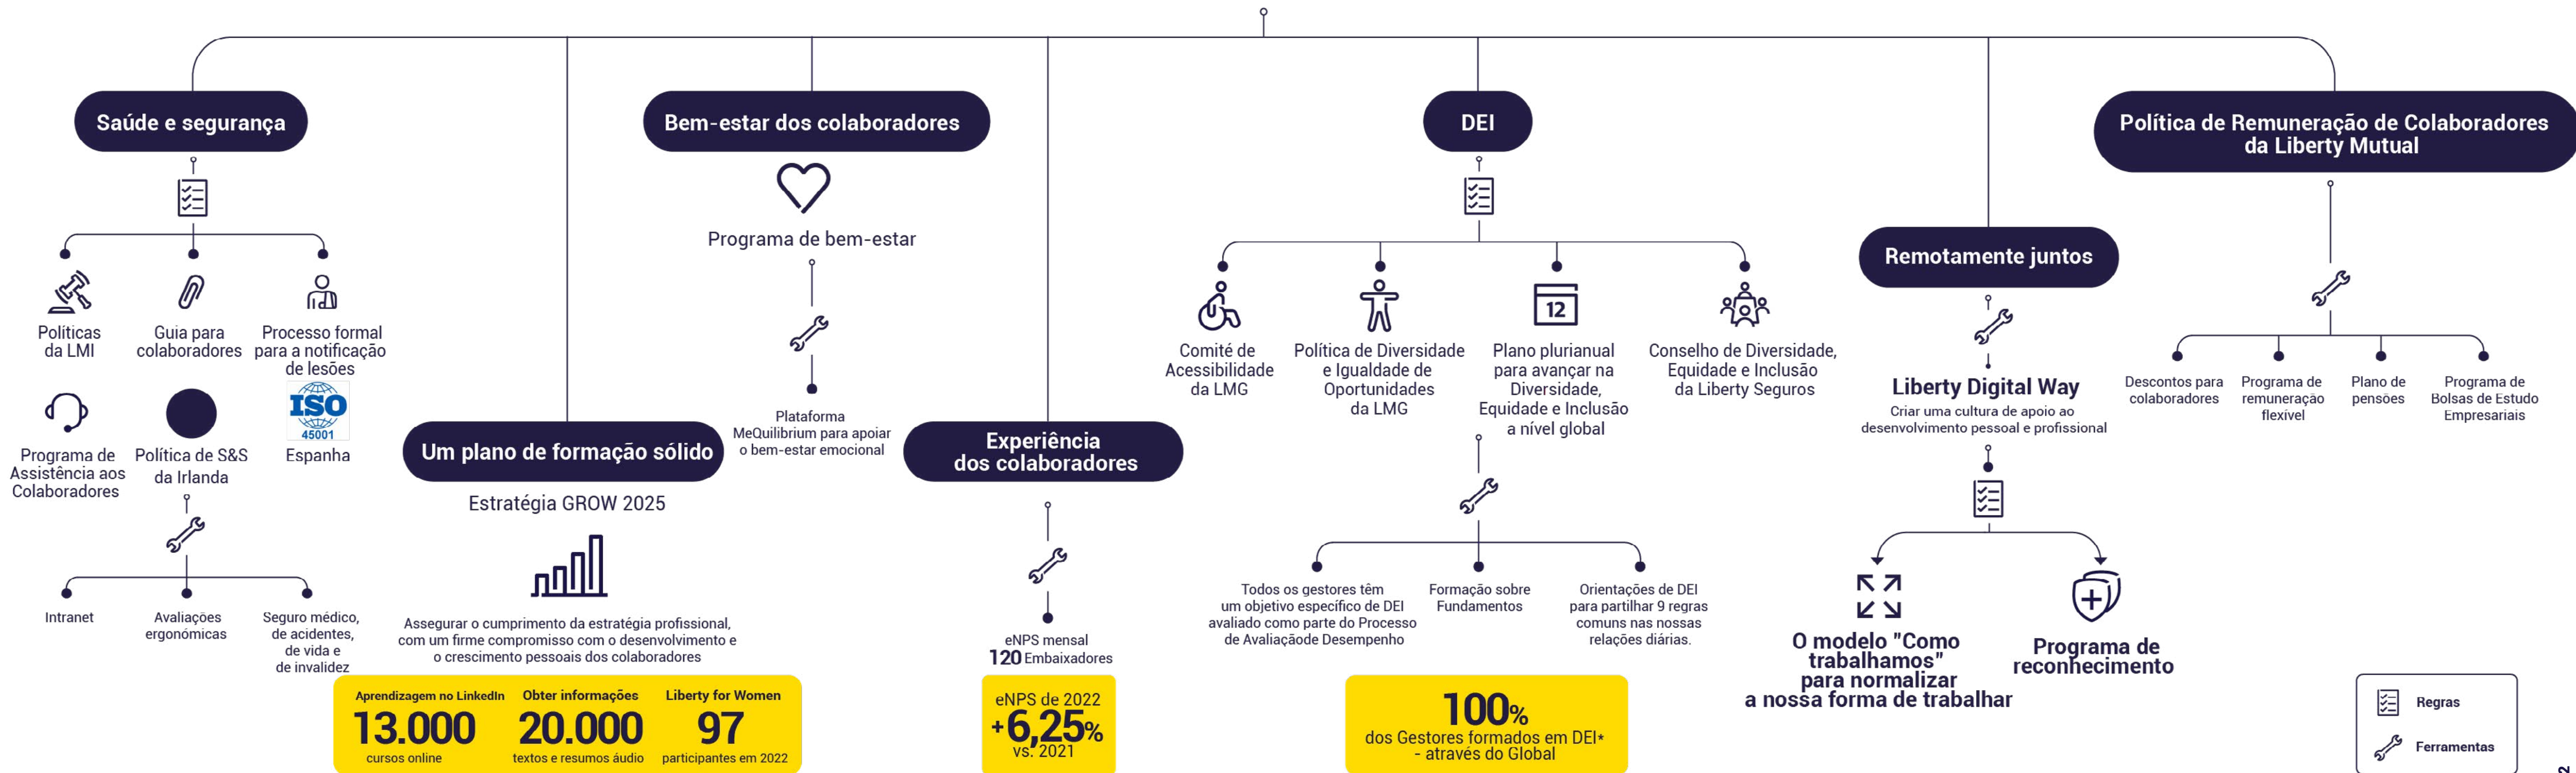 Saúde e segurança
Políticas
da LMI
Guia para
colaboradores
Processo formal
para a notificação
de lesões
Programa de
Assistência aos
Colaboradores
Política de S&S
da Irlanda
ISO
45001
Espanha
Intranet
Avaliações
ergonómicas
Seguro médico,
de acidentes,
de vida e
de invalidez
Um plano de formação sólido
Estratégia GROW 2025
Assegurar o cumprimento da estratégia profissional,
com um firme compromisso com o desenvolvimento e
o crescimento pessoais dos colaboradores
Aprendizagem no LinkedIn
13.000
cursos online
Obter informações
20.000
textos e resumos áudio
Liberty for Women
97
participantes em 2022
Bem-estar dos colaboradores
Programa de bem-estar
Plataforma
MeQuilibrium para apoiar
o bem-estar emocional
Experiência
dos colaboradores
eNPS mensal
120 Embaixadores
eNPS de 2022
+6,25%
vs. 2021
DEI
Comité de
Acessibilidade
da LMG
Política de Diversidade
e Igualdade de
Oportunidades
da LMG
12
Plano plurianual
para avançar na
Diversidade,
Equidade e Inclusão
a nível global
Conselho de Diversidade,
Equidade e Inclusão
da Liberty Seguros
Todos os gestores têm
um objetivo específico de DEI
avaliado como parte do Processo
de Avaliaçãode Desempenho
Formação sobre
Fundamentos
Orientações de DEI
para partilhar 9 regras
comuns nas nossas
relações diárias.
100%
dos Gestores formados em DEI*
- através do Global
Remotamente juntos
Liberty Digital Way
Criar uma cultura de apoio ao
desenvolvimento pessoal e profissional
O modelo "Como
trabalhamos"
para normalizar
a nossa forma de trabalhar
Programa de
reconhecimento
Política de Remuneração de Colaboradores
da Liberty Mutual
Descontos para
colaboradores
Programa de
remuneração
flexível
Plano de
pensões
Programa de
Bolsas de Estudo
Empresariais
Regras
Ferramentas